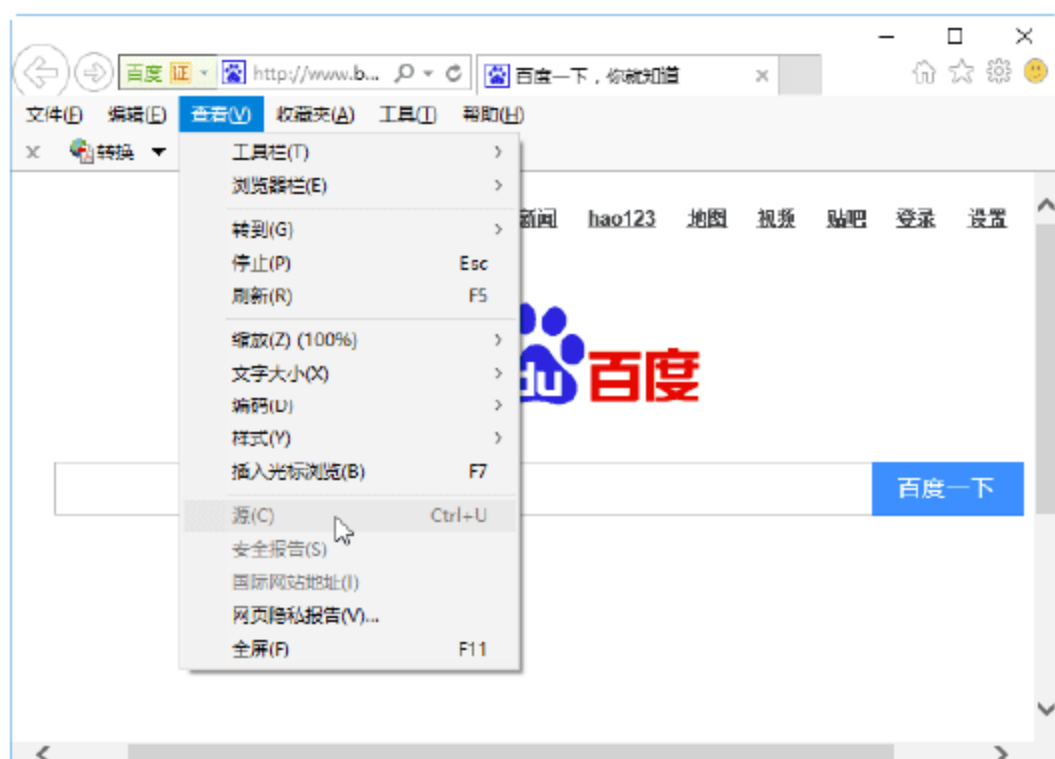 百度 证 http://www.b... 百度一下，你就知道
文件(F) 编辑(E) 查看(V) 收藏夹(A) 工具(T) 帮助(H)
x 转换
工具栏(T)
浏览器栏(E)
新闻 hao123 地图 视频 贴吧 登录 设置
转到(G)
停止(P) Esc
刷新(R) F5
缩放(Z) (100%)
文字大小(X)
du 百度
编码(D)
样式(Y)
插入光标浏览(B) F7
百度一下
源(C) Ctrl+U
安全报告(S)
国际网站地址(I)
网页隐私报告(V)...
全屏(F) F11